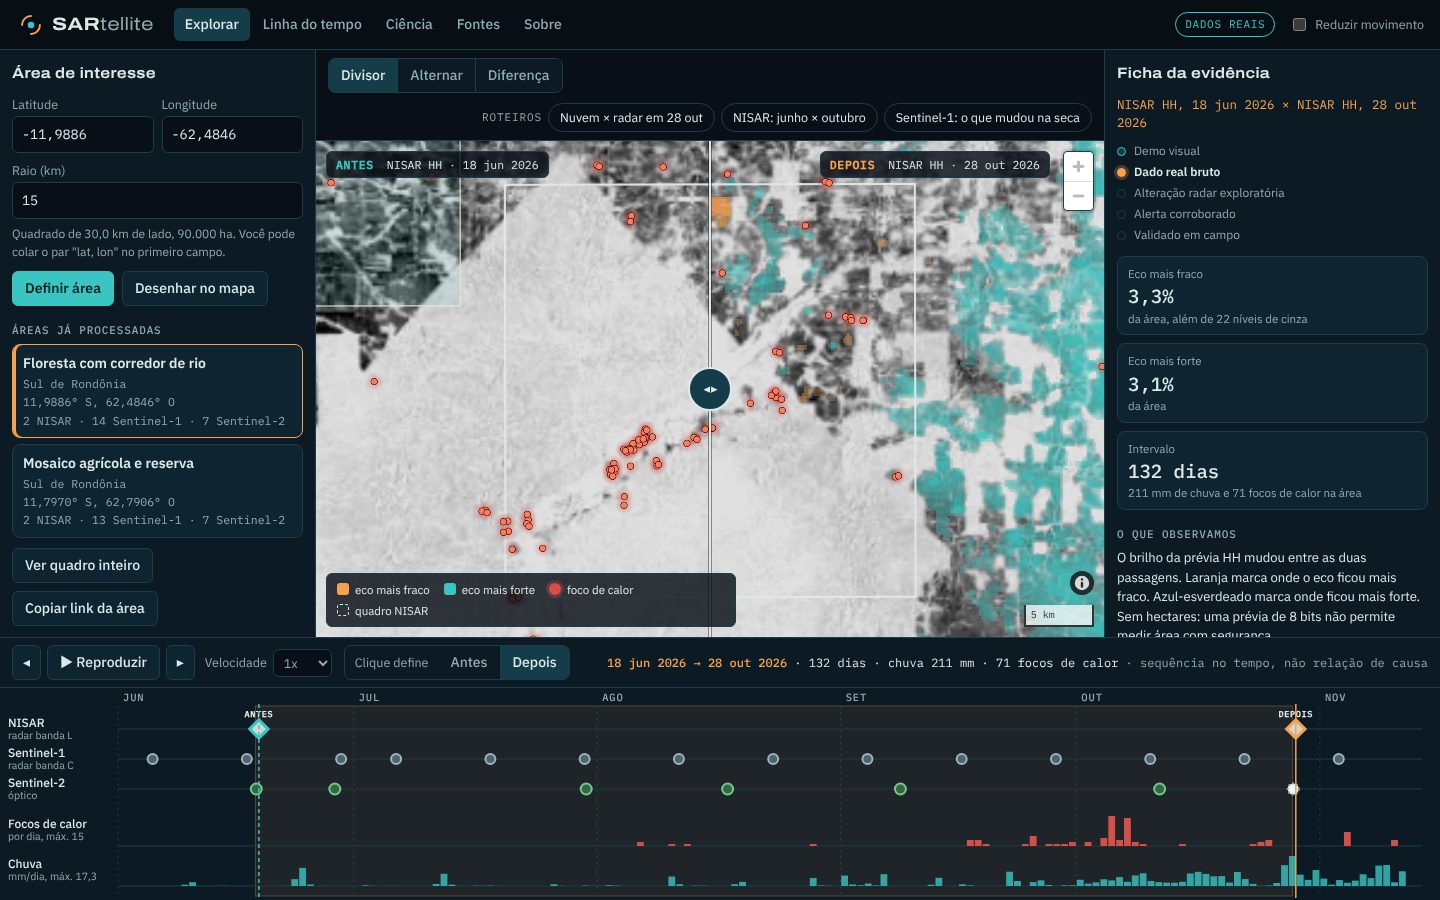 SARtellite
Explorar
Linha do tempo
Ciência
Fontes
Sobre
DADOS REAIS
Reduzir movimento
Área de interesse
Latitude
Longitude
-11,9886
-62,4846
Raio (km)
15
Quadrado de 30,0 km de lado, 90.000 ha. Você pode
colar o par "lat, lon" no primeiro campo.
Definir área
Desenhar no mapa
ÁREAS JÁ PROCESSADAS
Floresta com corredor de rio
Sul de Rondônia
11,9886° S, 62,4846° O
2 NISAR · 14 Sentinel-1 · 7 Sentinel-2
Mosaico agrícola e reserva
Sul de Rondônia
11,7970° S, 62,7906° O
2 NISAR · 13 Sentinel-1 · 7 Sentinel-2
Ver quadro inteiro
Copiar link da área
Divisor
Alternar
Diferença
ROTEIROS
Nuvem × radar em 28 out
NISAR: junho × outubro
Sentinel-1: o que mudou na seca
ANTES NISAR HH · 18 jun 2026
DEPOIS NISAR HH · 28 out 2026
+
−
eco mais fraco
eco mais forte
foco de calor
quadro NISAR
5 km
Ficha da evidência
NISAR HH, 18 jun 2026 × NISAR HH, 28 out
2026
Demo visual
Dado real bruto
Alteração radar exploratória
Alerta corroborado
Validado em campo
Eco mais fraco
3,3%
da área, além de 22 níveis de cinza
Eco mais forte
3,1%
da área
Intervalo
132 dias
211 mm de chuva e 71 focos de calor na área
O QUE OBSERVAMOS
O brilho da prévia HH mudou entre as duas
passagens. Laranja marca onde o eco ficou mais
fraco. Azul-esverdeado marca onde ficou mais forte.
Sem hectares: uma prévia de 8 bits não permite
medir área com segurança
Reproduzir
Velocidade
1x
Clique define
Antes
Depois
18 jun 2026 → 28 out 2026 · 132 dias · chuva 211 mm · 71 focos de calor · sequência no tempo, não relação de causa
JUN
JUL
AGO
SET
OUT
NOV
ANTES
DEPOIS
NISAR
radar banda L
Sentinel-1
radar banda C
Sentinel-2
óptico
Focos de calor
por dia, máx. 15
Chuva
mm/dia, máx. 17,3